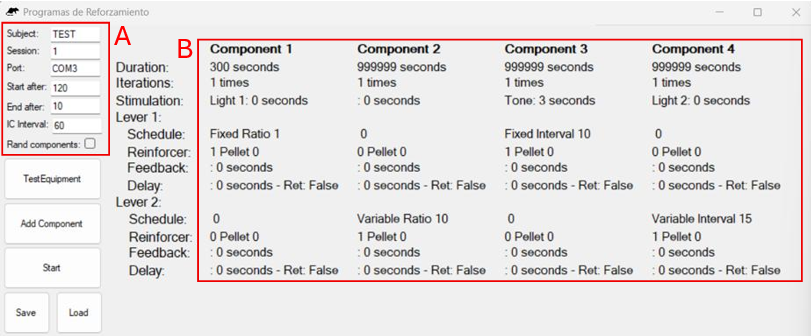 Programas de Reforzamiento
A
Subject: TEST
Session: 1
Port: COM3
Start after: 120
End after: 10
IC Interval: 60
Rand components:
TestEquipment
Add Component
Start
Save Load
B
Component 1 Component 2 Component 3 Component 4
Duration: 300 seconds 999999 seconds 999999 seconds 999999 seconds
Iterations: 1 times 1 times 1 times 1 times
Stimulation: Light 1: 0 seconds : 0 seconds Tone: 3 seconds Light 2: 0 seconds
Lever 1:
Schedule: Fixed Ratio 1 0 Fixed Interval 10 0
Reinforcer: 1 Pellet 0 0 Pellet 0 1 Pellet 0 0 Pellet 0
Feedback: : 0 seconds : 0 seconds : 0 seconds : 0 seconds
Delay: : 0 seconds - Ret: False : 0 seconds - Ret: False : 0 seconds - Ret: False : 0 seconds - Ret: False
Lever 2:
Schedule: 0 Variable Ratio 10 0 Variable Interval 15
Reinforcer: 0 Pellet 0 1 Pellet 0 0 Pellet 0 1 Pellet 0
Feedback: : 0 seconds : 0 seconds : 0 seconds : 0 seconds
Delay: : 0 seconds - Ret: False : 0 seconds - Ret: False : 0 seconds - Ret: False : 0 seconds - Ret: False